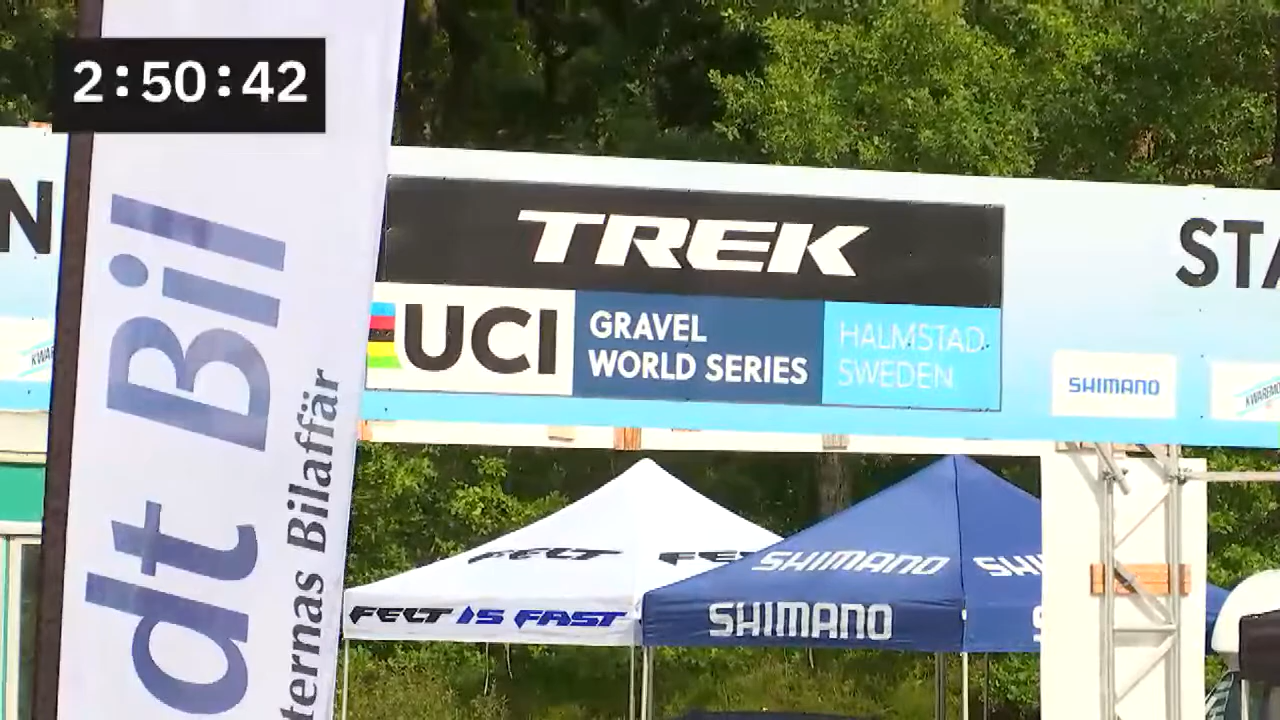 2:50:42
TREK
UCI
GRAVEL
WORLD SERIES
HALMSTAD
SWEDEN
SHIMANO
dt Bil
ternas Bilaffär
FELT
SHIMANO
FELT IS FAST
SHIMANO